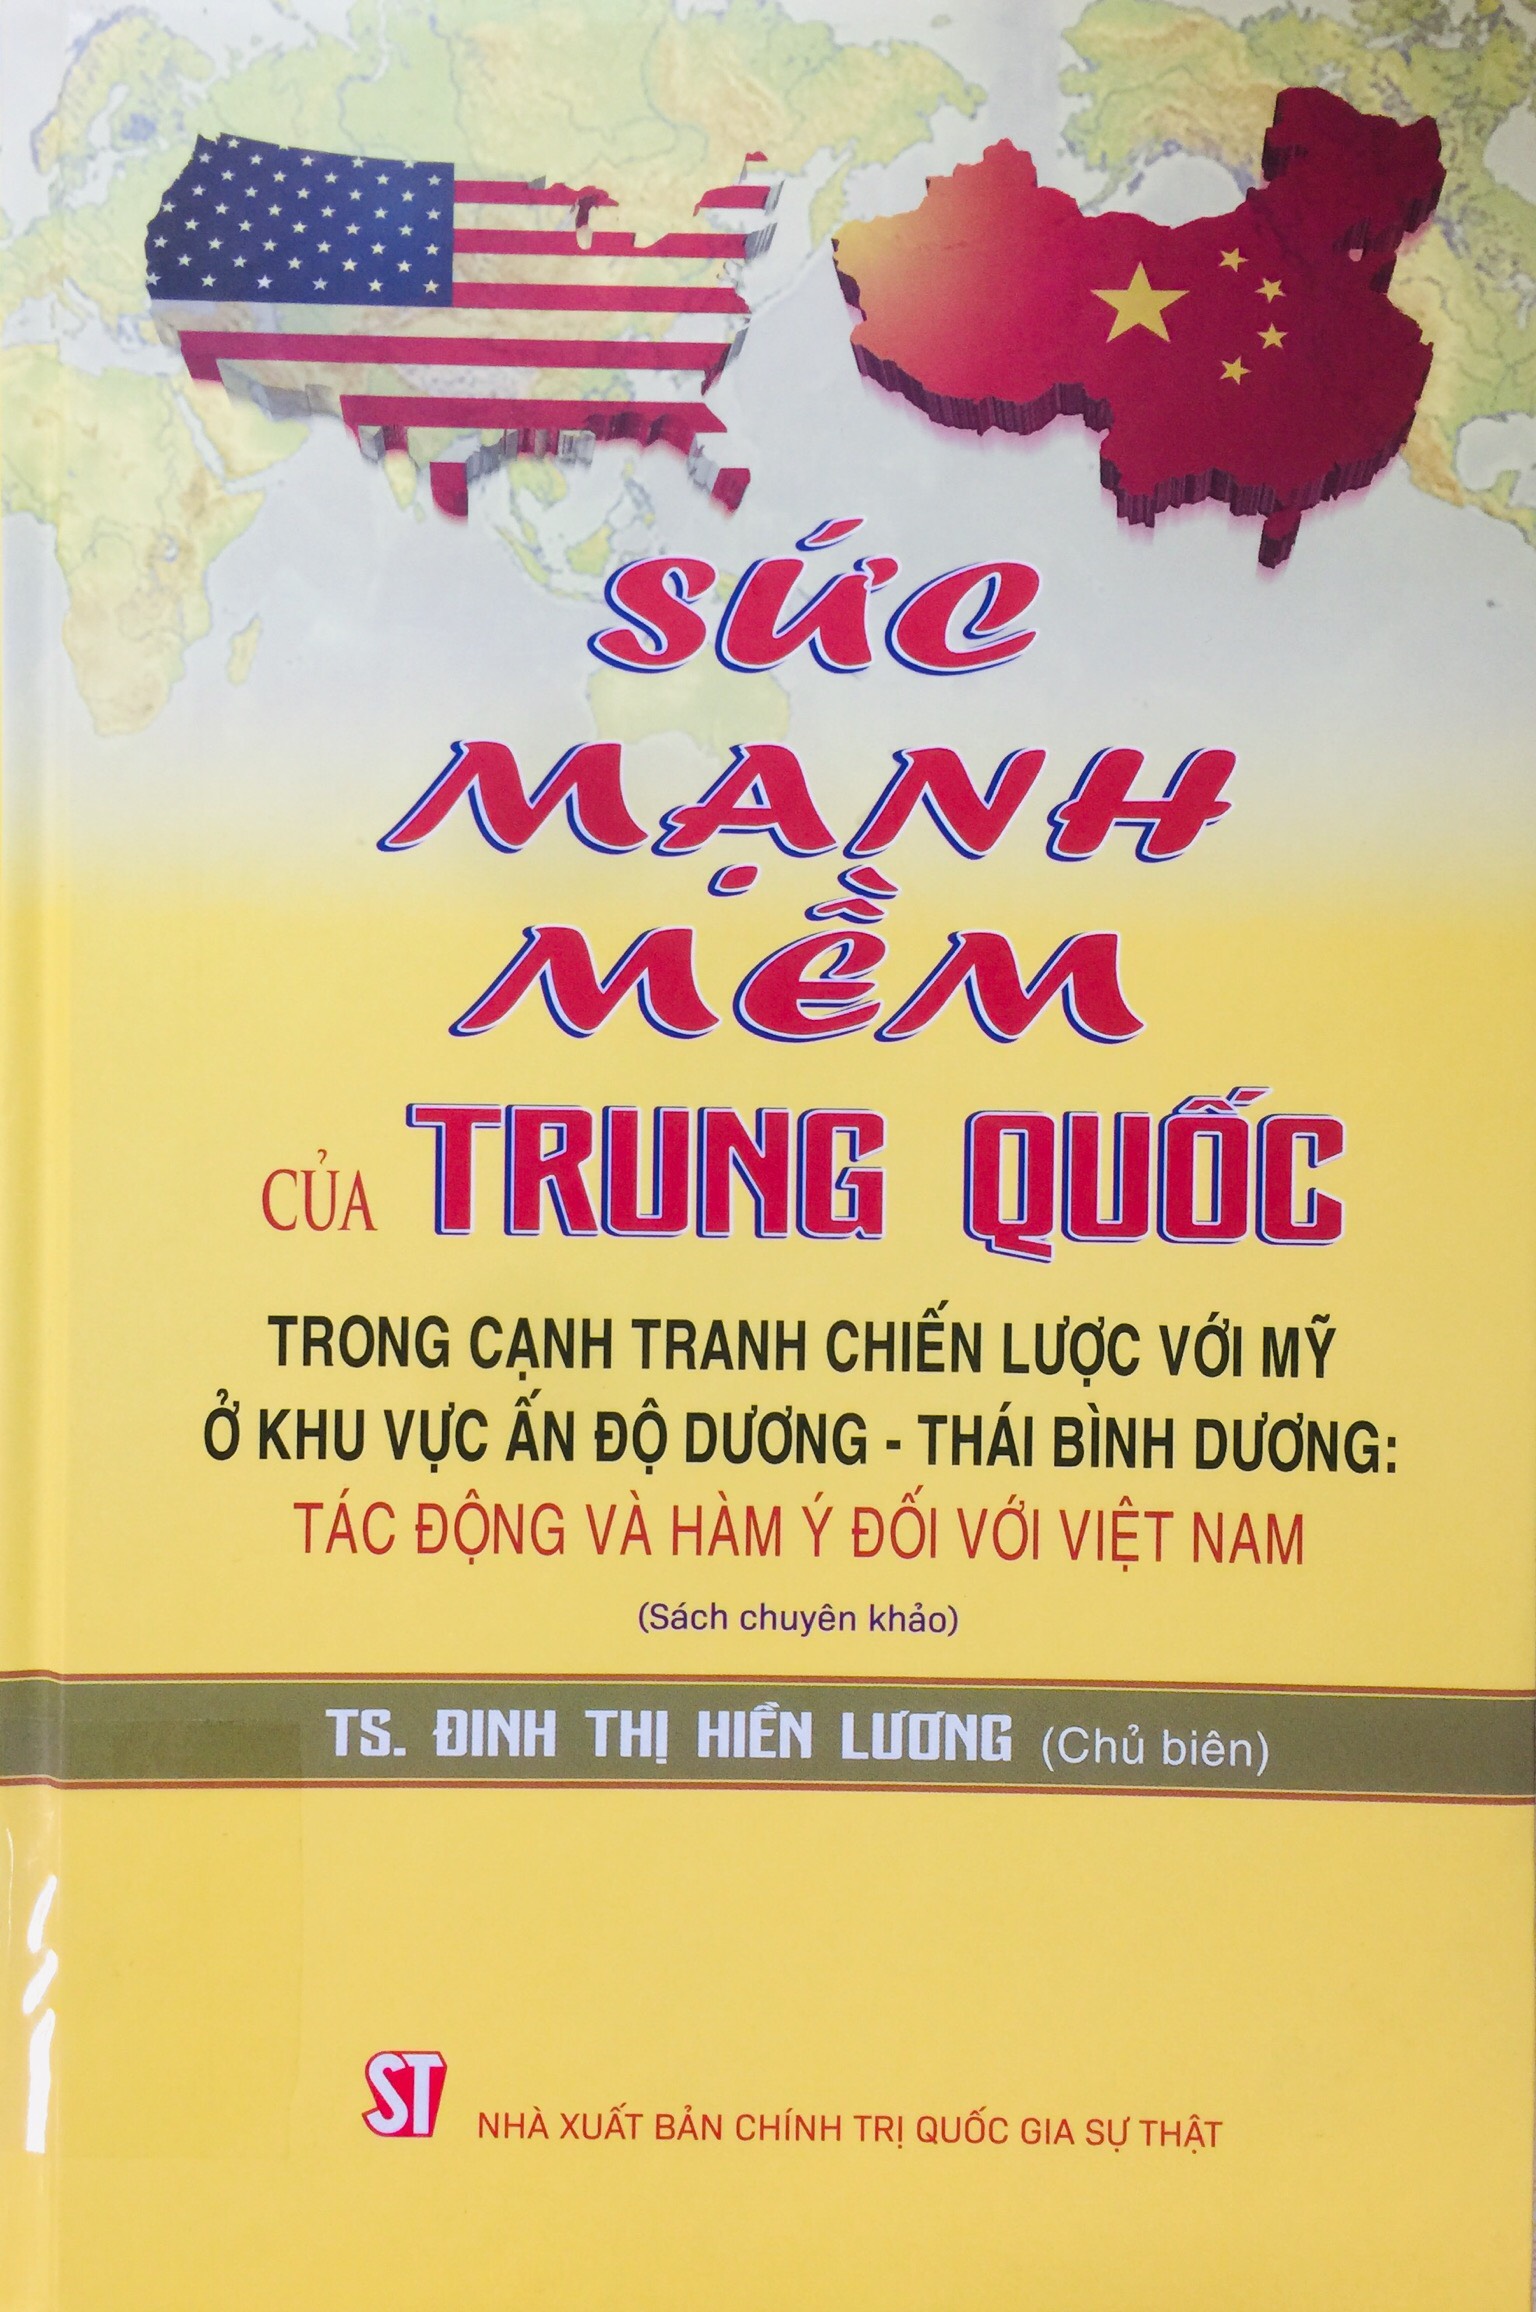 SỨC
MẠNH
MỀM
CỦA TRUNG QUỐC
TRONG CẠNH TRANH CHIẾN LƯỢC VỚI MỸ
Ở KHU VỰC ẤN ĐỘ DƯƠNG - THÁI BÌNH DƯƠNG:
TÁC ĐỘNG VÀ HÀM Ý ĐỐI VỚI VIỆT NAM
(Sách chuyên khảo)
TS. ĐINH THỊ HIỀN LƯƠNG (Chủ biên)
ST NHÀ XUẤT BẢN CHÍNH TRỊ QUỐC GIA SỰ THẬT